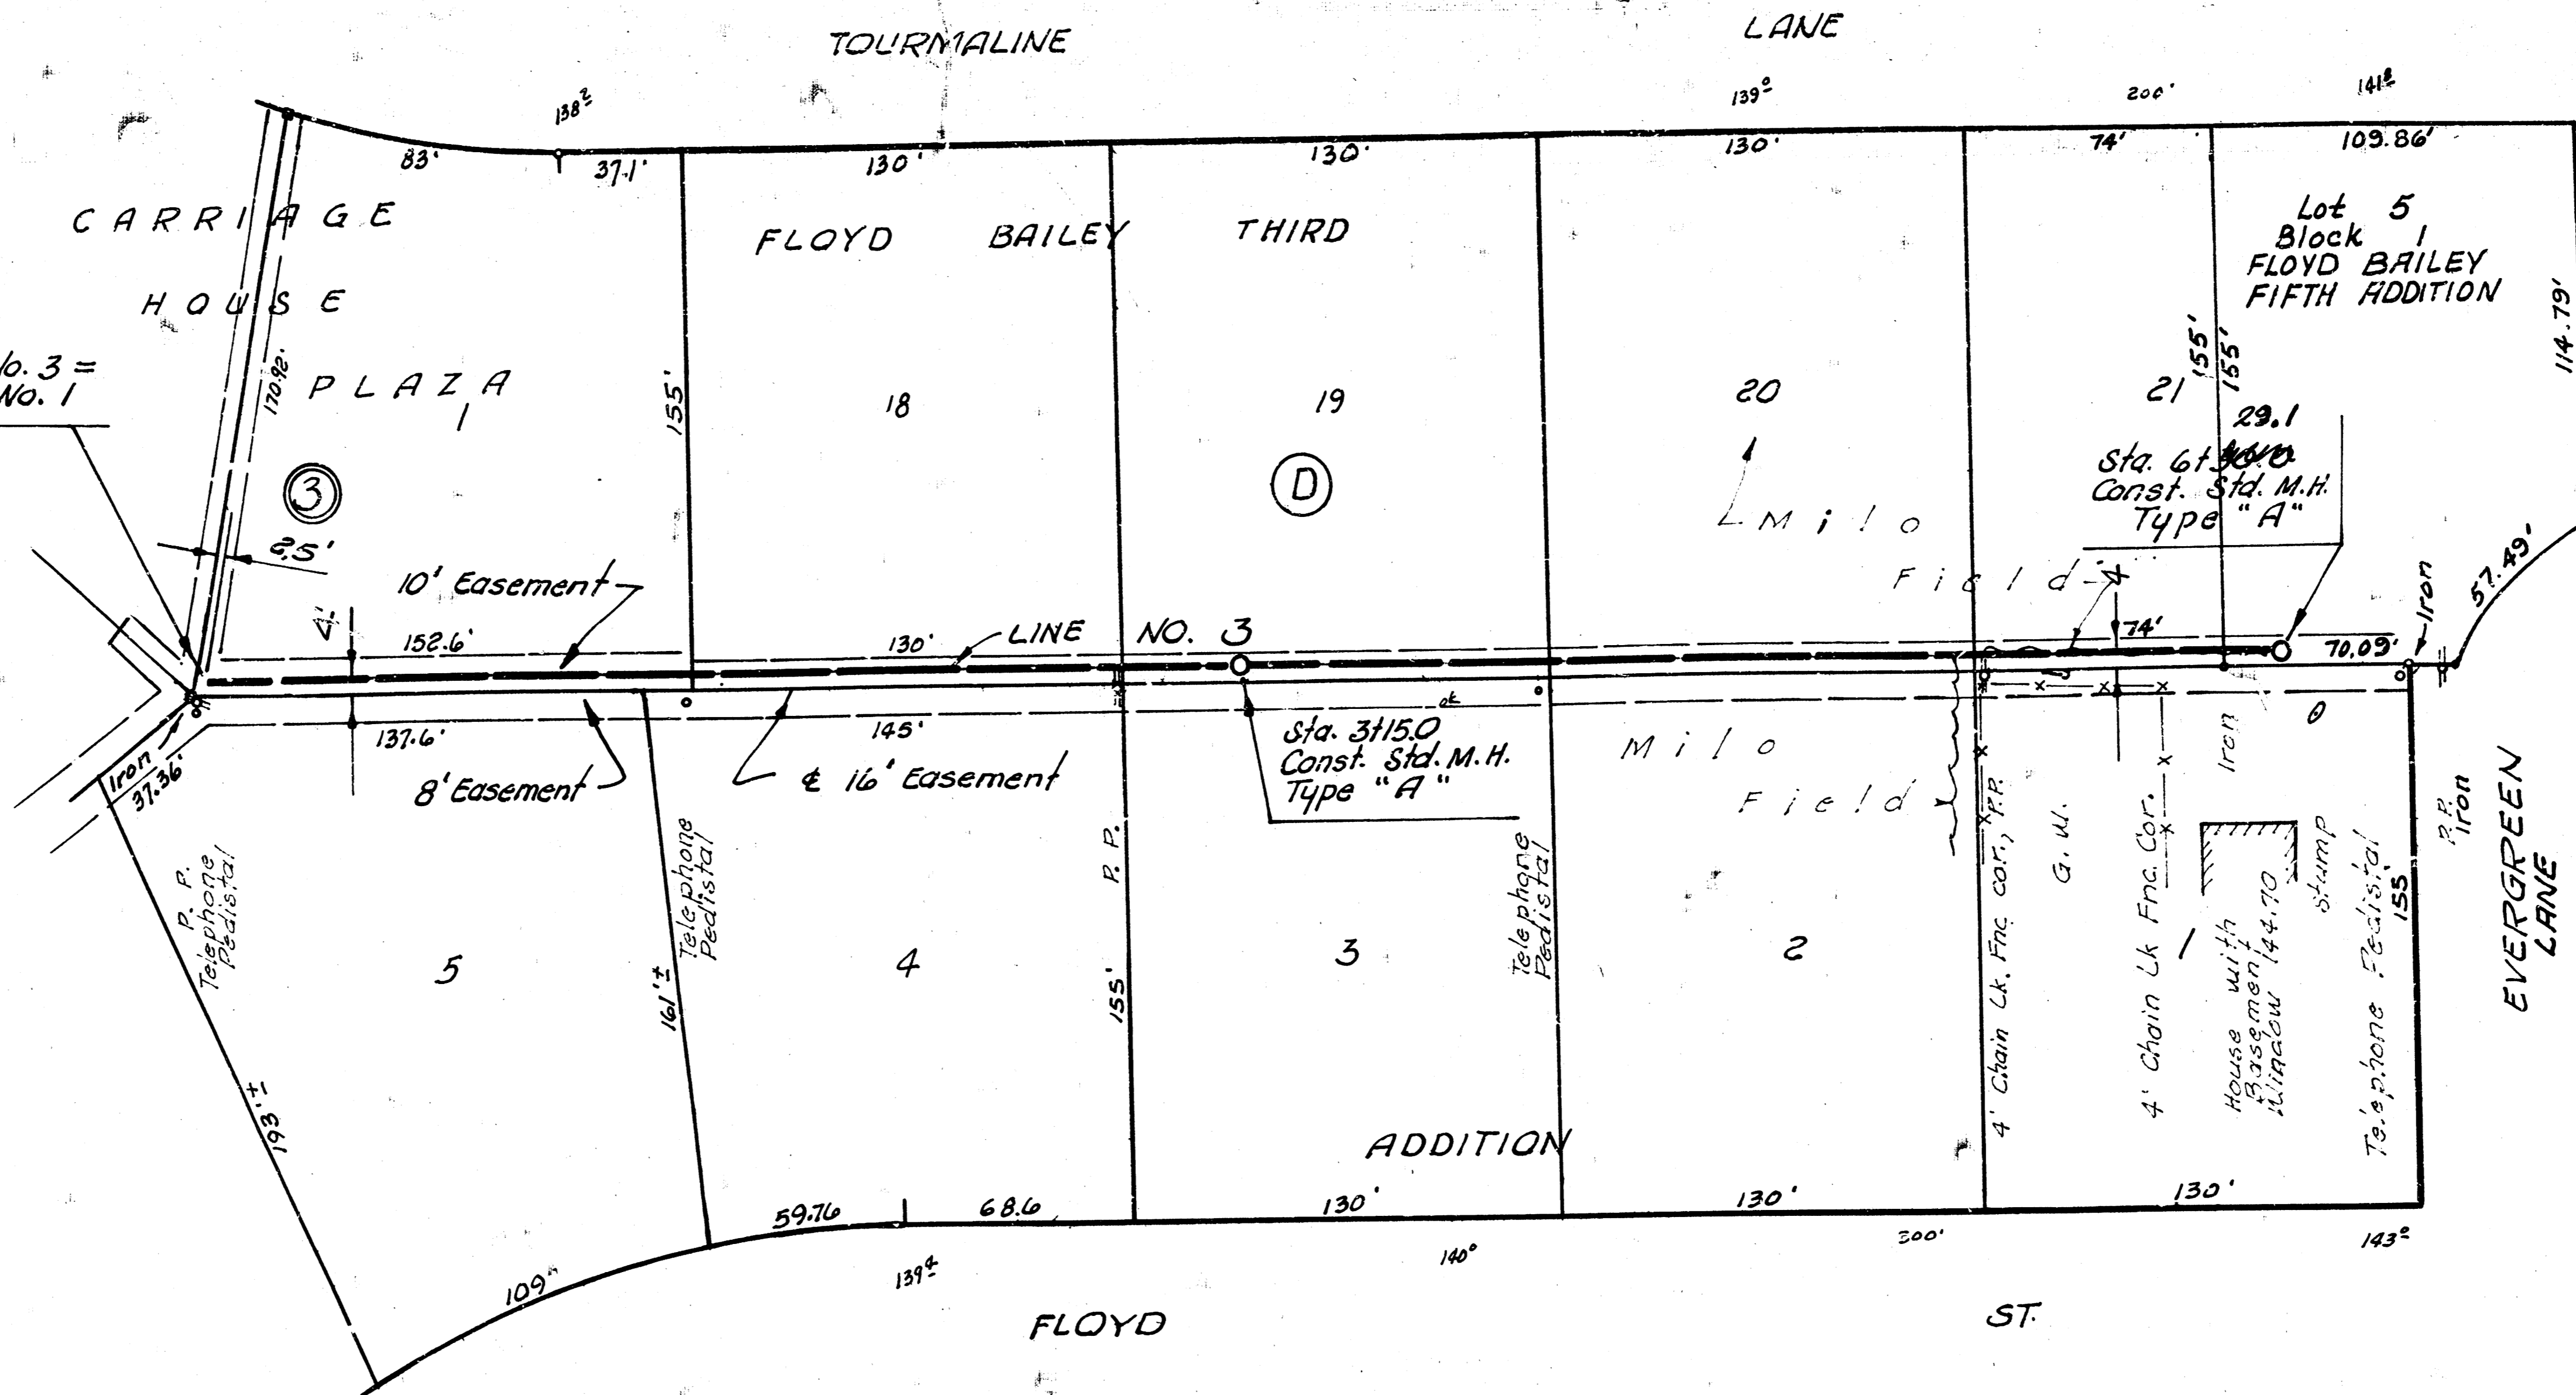 TOURMALINE LANE
138²
139⁰
200'
141⁸
83'
37.1'
130'
130'
130'
74'
109.86'
CARRIAGE
HOUSE
PLAZA
1
FLOYD BAILEY THIRD
Lot 5
Block 1
FLOYD BAILEY
FIFTH ADDITION
114.79'
No. 3 =
No. 1
170.92'
155'
18
19
20
21
155'
155'
3
D
29.1
Sta. 6+
Const. Std. M.H.
Type "A"
2.5'
Milo
Field
4'
10' Easement
4'
152.6'
130'
LINE NO. 3
74'
70.09'
Iron
57.49'
137.6'
145'
Iron
37.36'
8' Easement
℄ 16' Easement
Sta. 3+15.0
Const. Std. M.H.
Type "A"
Milo
Field
Iron
P. P.
Telephone
Pedistal
Telephone
Pedistal
P. P.
Telephone
Pedistal
4' Chain Lk. Fnc. cor., P.P.
G. W.
4' Chain Lk Fnc. Cor.
House with
Basement
Window 144.70
Stump
Telephone Pedistal
155'
P.P.
Iron
EVERGREEN
LANE
5
4
3
2
1
193'±
161'±
155'
ADDITION
109'
59.76
68.6
130'
130'
130'
139⁴
140⁰
200'
143⁰
FLOYD ST.